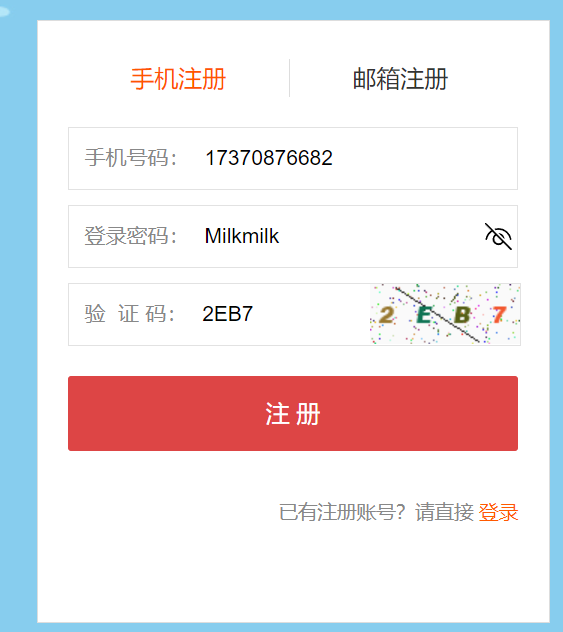 手机注册 邮箱注册
手机号码： 17370876682
登录密码： Milkmilk
验 证 码： 2EB7 2 E B 7
注 册
已有注册账号？请直接 登录